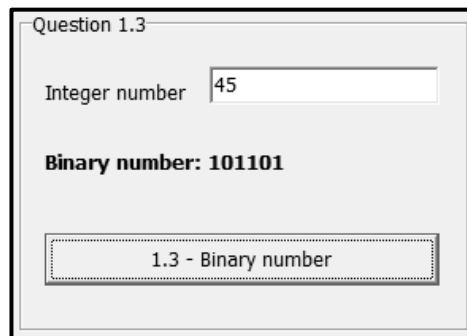 Question 1.3
Integer number 45
Binary number: 101101
1.3 - Binary number